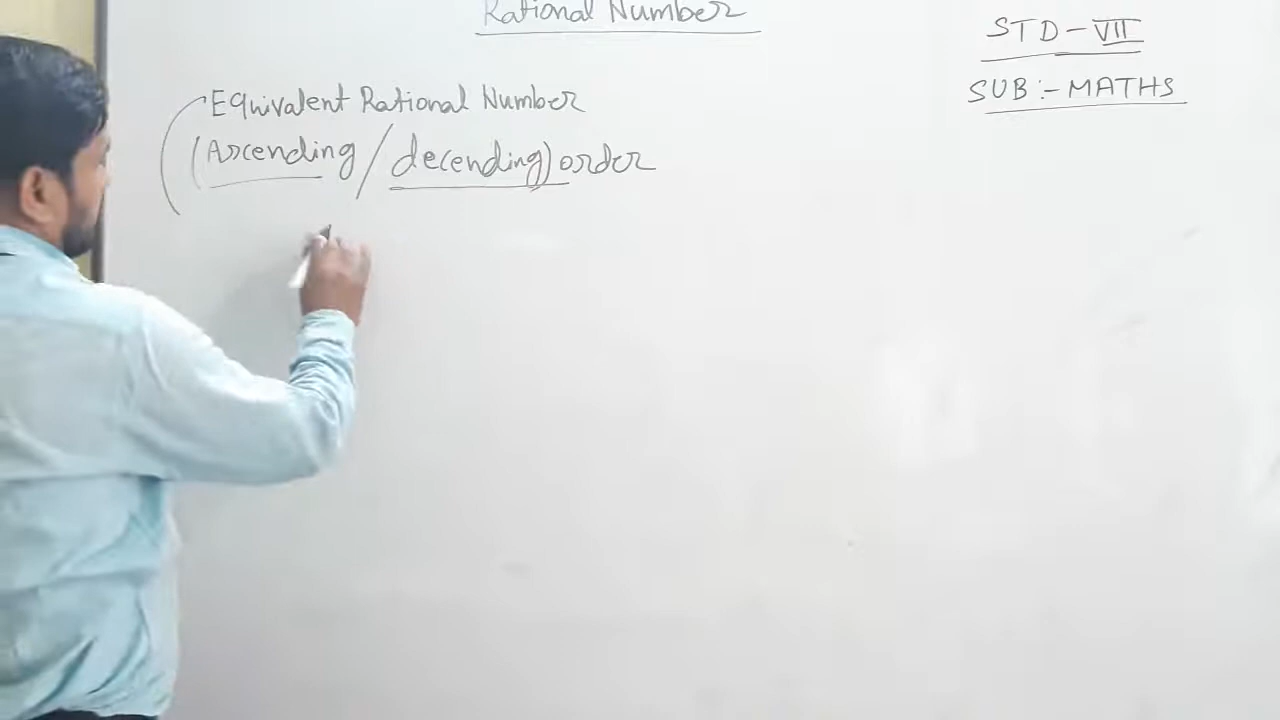 Rational Number
STD - VII
SUB :- MATHS
Equivalent Rational Number
(Ascending / decending) order